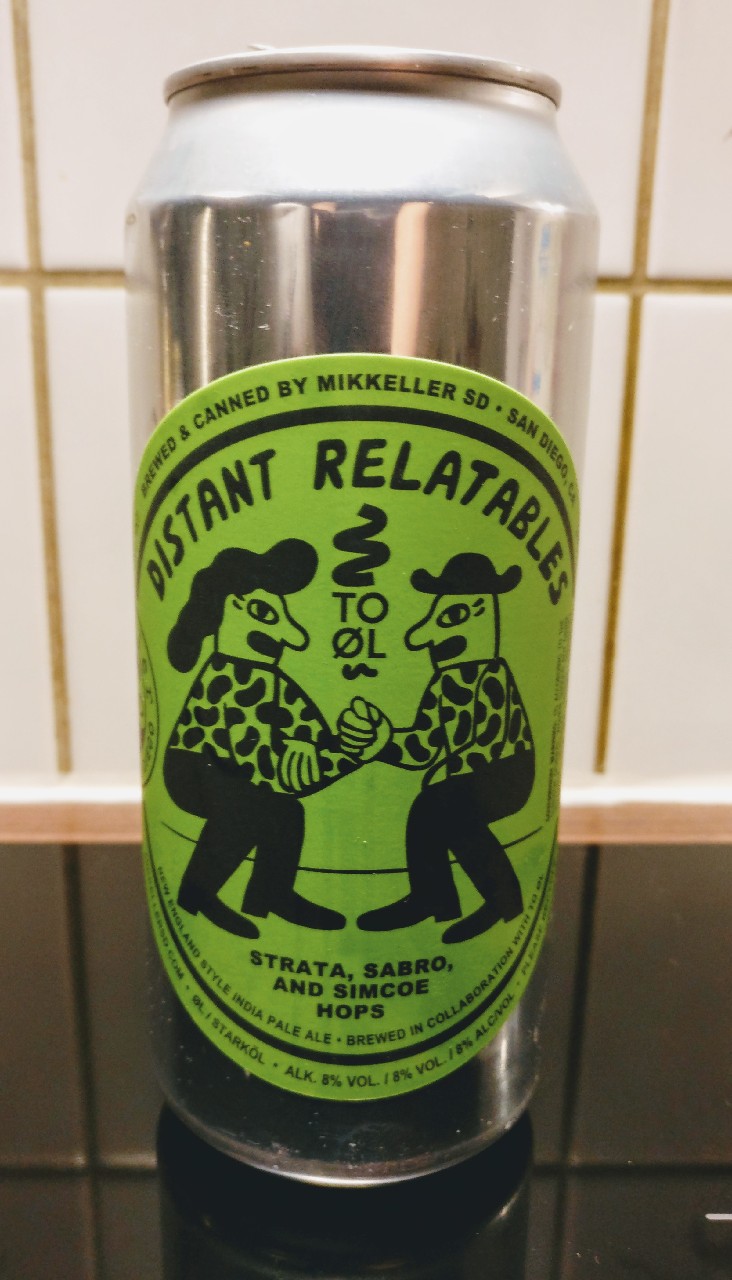 BREWED & CANNED BY MIKKELLER SD • SAN DIEGO, CA
DISTANT RELATABLES
TO
ØL
STRATA, SABRO,
AND SIMCOE
HOPS
NEW ENGLAND STYLE INDIA PALE ALE • BREWED IN COLLABORATION WITH TO ØL
ØL / STARKÖL • ALK. 8% VOL. / 8% VOL. / 8% ALC/VOL • PLEASE